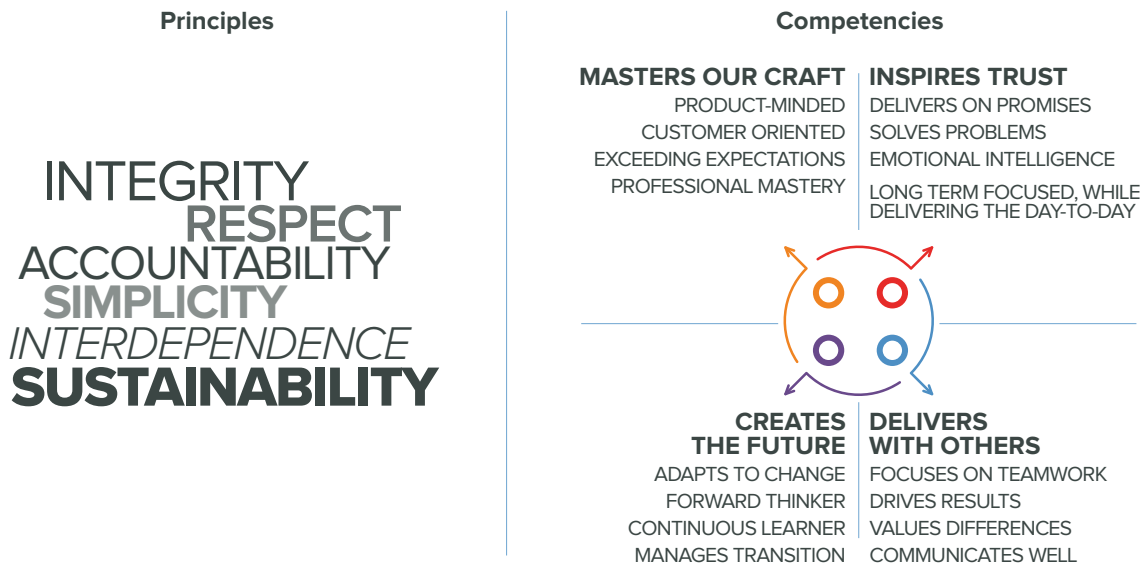 Principles
INTEGRITY
RESPECT
ACCOUNTABILITY
SIMPLICITY
INTERDEPENDENCE
SUSTAINABILITY
Competencies
MASTERS OUR CRAFT
PRODUCT-MINDED
CUSTOMER ORIENTED
EXCEEDING EXPECTATIONS
PROFESSIONAL MASTERY
INSPIRES TRUST
DELIVERS ON PROMISES
SOLVES PROBLEMS
EMOTIONAL INTELLIGENCE
LONG TERM FOCUSED, WHILE
DELIVERING THE DAY-TO-DAY
CREATES
THE FUTURE
ADAPTS TO CHANGE
FORWARD THINKER
CONTINUOUS LEARNER
MANAGES TRANSITION
DELIVERS
WITH OTHERS
FOCUSES ON TEAMWORK
DRIVES RESULTS
VALUES DIFFERENCES
COMMUNICATES WELL